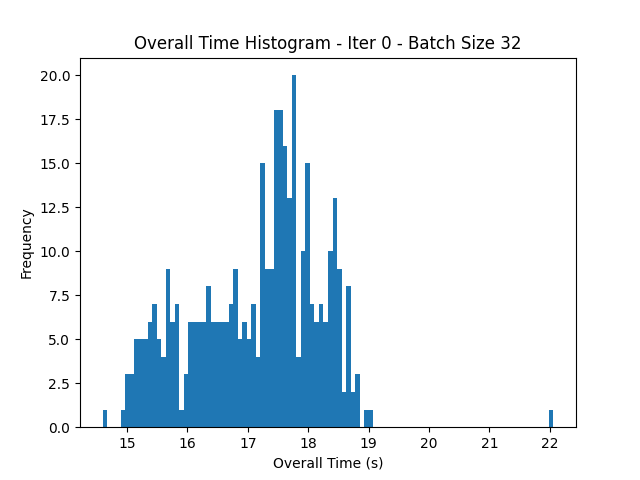 Overall Time Histogram - Iter 0 - Batch Size 32
20.0
17.5
15.0
12.5
10.0
7.5
5.0
2.5
0.0
Frequency
15 16 17 18 19 20 21 22
Overall Time (s)